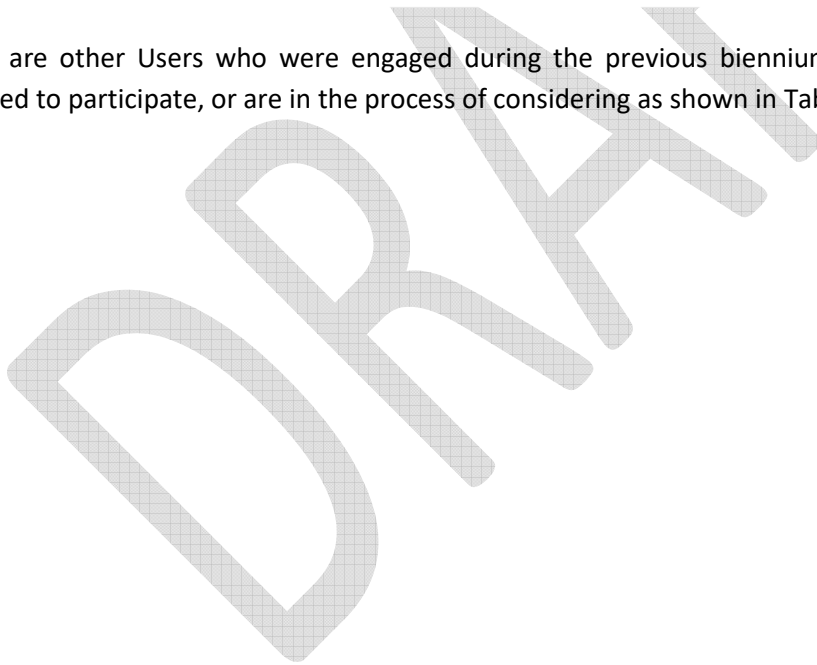 are other Users who were engaged during the previous biennium
ed to participate, or are in the process of considering as shown in Tab
DRA